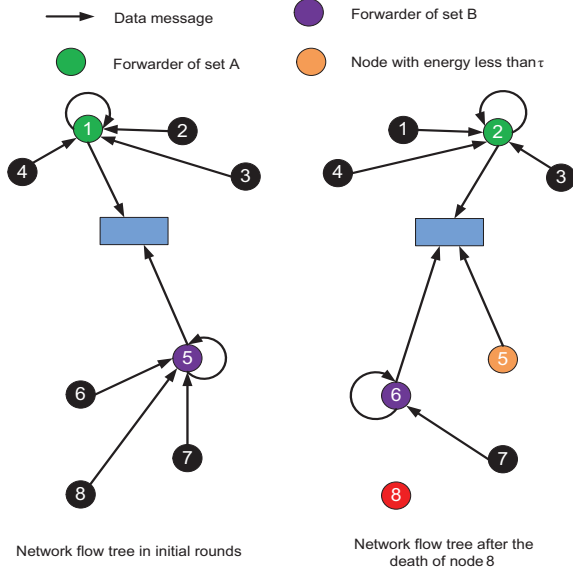 Data message
Forwarder of set B
Forwarder of set A
Node with energy less than τ
1
2
4
3
5
6
7
8
1
2
4
3
5
6
7
8
Network flow tree in initial rounds
Network flow tree after the
death of node 8